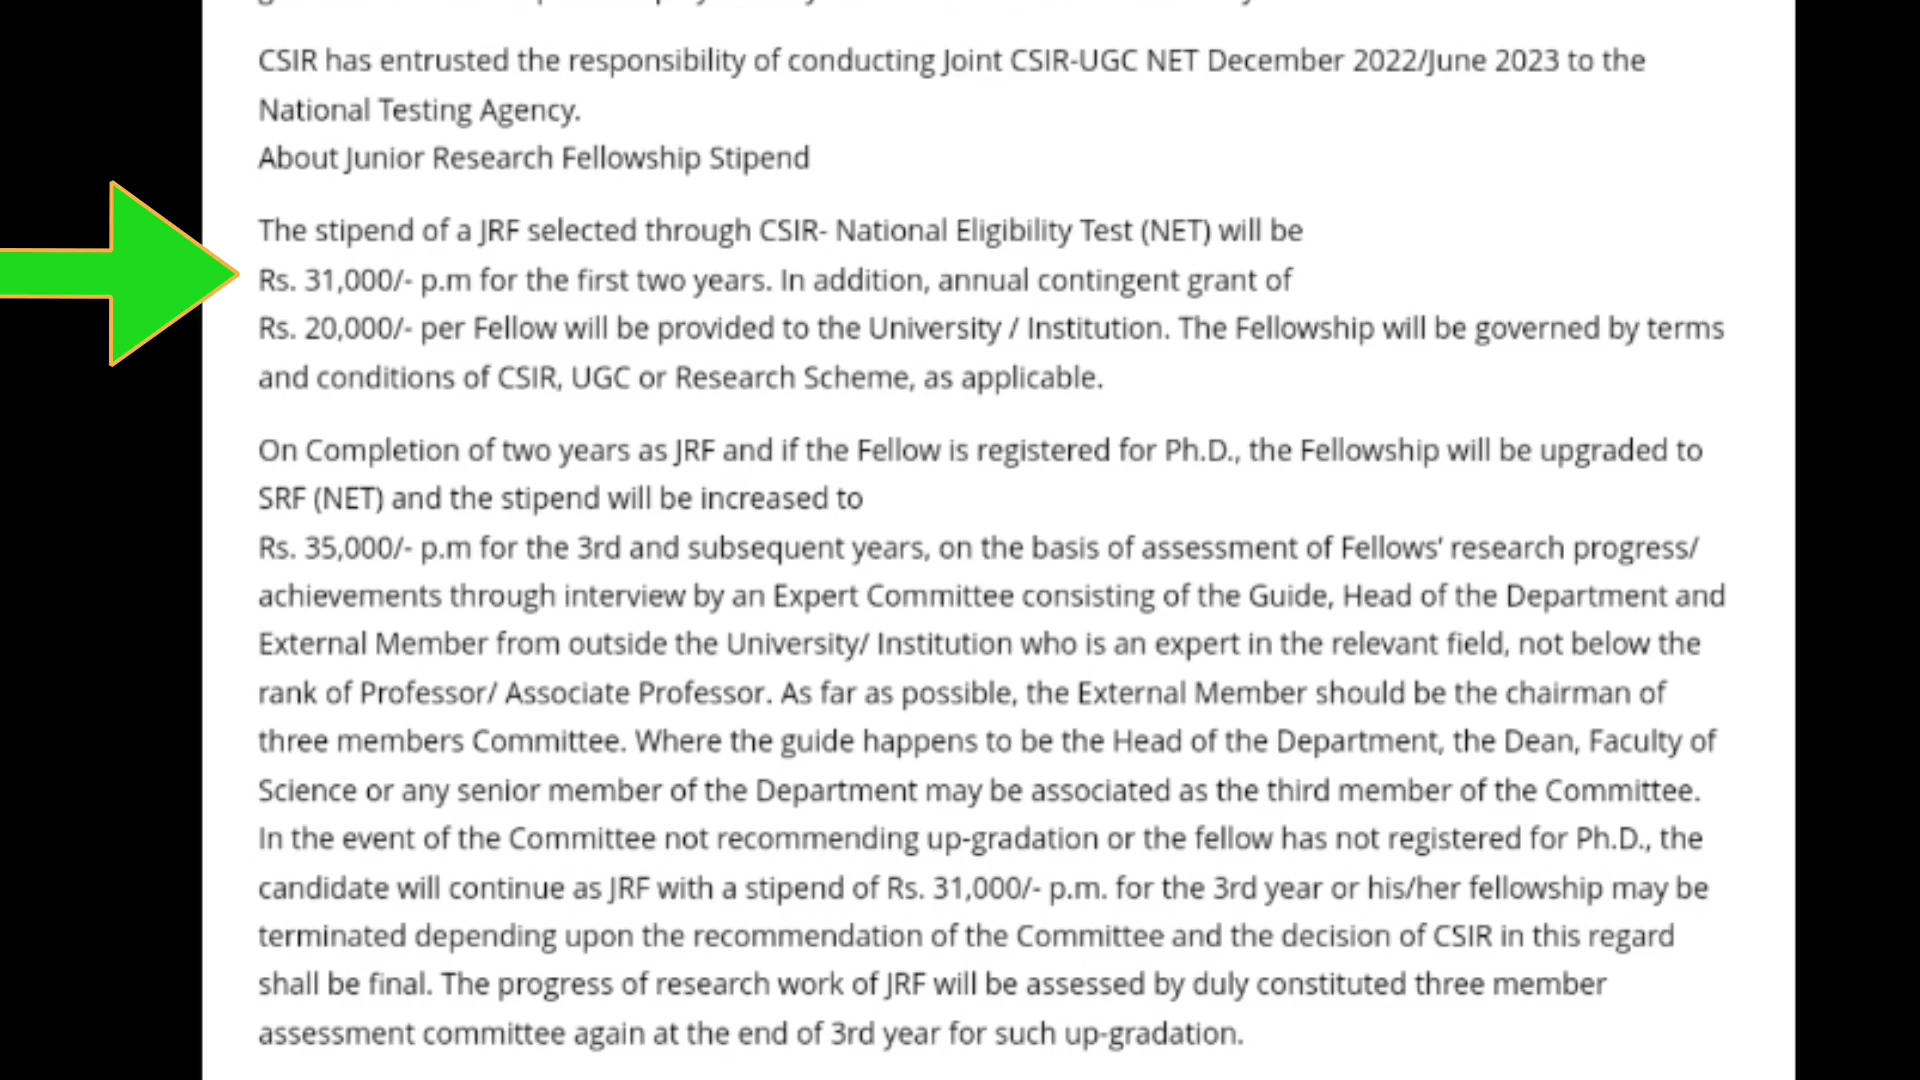 CSIR has entrusted the responsibility of conducting Joint CSIR-UGC NET December 2022/June 2023 to the
National Testing Agency.
About Junior Research Fellowship Stipend
The stipend of a JRF selected through CSIR- National Eligibility Test (NET) will be
Rs. 31,000/- p.m for the first two years. In addition, annual contingent grant of
Rs. 20,000/- per Fellow will be provided to the University / Institution. The Fellowship will be governed by terms
and conditions of CSIR, UGC or Research Scheme, as applicable.
On Completion of two years as JRF and if the Fellow is registered for Ph.D., the Fellowship will be upgraded to
SRF (NET) and the stipend will be increased to
Rs. 35,000/- p.m for the 3rd and subsequent years, on the basis of assessment of Fellows’ research progress/
achievements through interview by an Expert Committee consisting of the Guide, Head of the Department and
External Member from outside the University/ Institution who is an expert in the relevant field, not below the
rank of Professor/ Associate Professor. As far as possible, the External Member should be the chairman of
three members Committee. Where the guide happens to be the Head of the Department, the Dean, Faculty of
Science or any senior member of the Department may be associated as the third member of the Committee.
In the event of the Committee not recommending up-gradation or the fellow has not registered for Ph.D., the
candidate will continue as JRF with a stipend of Rs. 31,000/- p.m. for the 3rd year or his/her fellowship may be
terminated depending upon the recommendation of the Committee and the decision of CSIR in this regard
shall be final. The progress of research work of JRF will be assessed by duly constituted three member
assessment committee again at the end of 3rd year for such up-gradation.